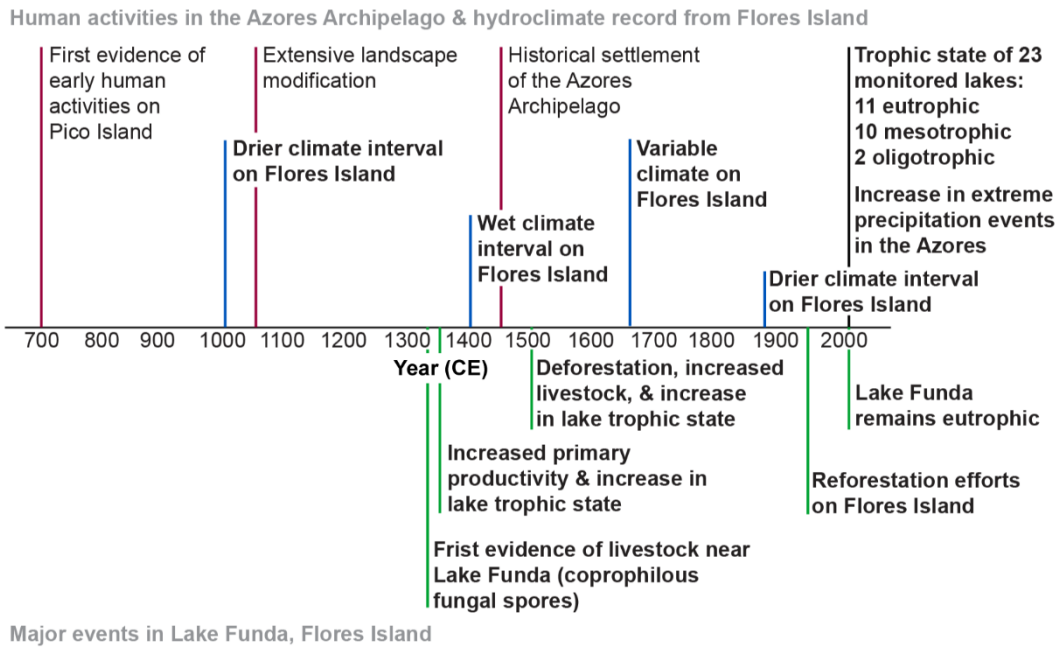 Human activities in the Azores Archipelago & hydroclimate record from Flores Island
First evidence of
early human
activities on
Pico Island
Extensive landscape
modification
Historical settlement
of the Azores
Archipelago
Trophic state of 23
monitored lakes:
11 eutrophic
10 mesotrophic
2 oligotrophic
Increase in extreme
precipitation events
in the Azores
Drier climate interval
on Flores Island
Wet climate
interval on
Flores Island
Variable
climate on
Flores Island
Drier climate interval
on Flores Island
700 800 900 1000 1100 1200 1300 1400 1500 1600 1700 1800 1900 2000
Year (CE)
Deforestation, increased
livestock, & increase
in lake trophic state
Lake Funda
remains eutrophic
Increased primary
productivity & increase in
lake trophic state
Reforestation efforts
on Flores Island
Frist evidence of livestock near
Lake Funda (coprophilous
fungal spores)
Major events in Lake Funda, Flores Island